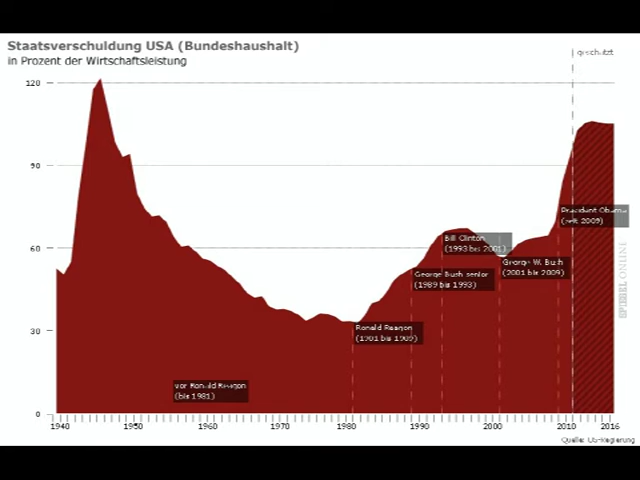 Staatsverschuldung USA (Bundeshaushalt)
in Prozent der Wirtschaftsleistung
geschätzt
120
90
60
30
0
President Obama
(seit 2009)
Bill Clinton
(1993 bis 2001)
George W. Bush
(2001 bis 2009)
George Bush senior
(1989 bis 1993)
Ronald Reagan
(1981 bis 1989)
vor Ronald Reagan
(bis 1981)
SPIEGEL ONLINE
1940 1950 1960 1970 1980 1990 2000 2010 2016
Quelle: US-Regierung